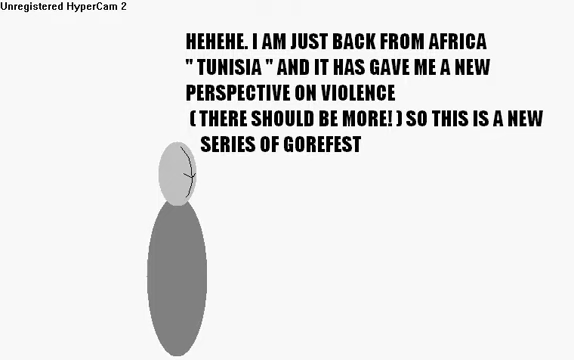 Unregistered HyperCam 2
HEHEHE. I AM JUST BACK FROM AFRICA
" TUNISIA " AND IT HAS GAVE ME A NEW
PERSPECTIVE ON VIOLENCE
( THERE SHOULD BE MORE! ) SO THIS IS A NEW
SERIES OF GOREFEST